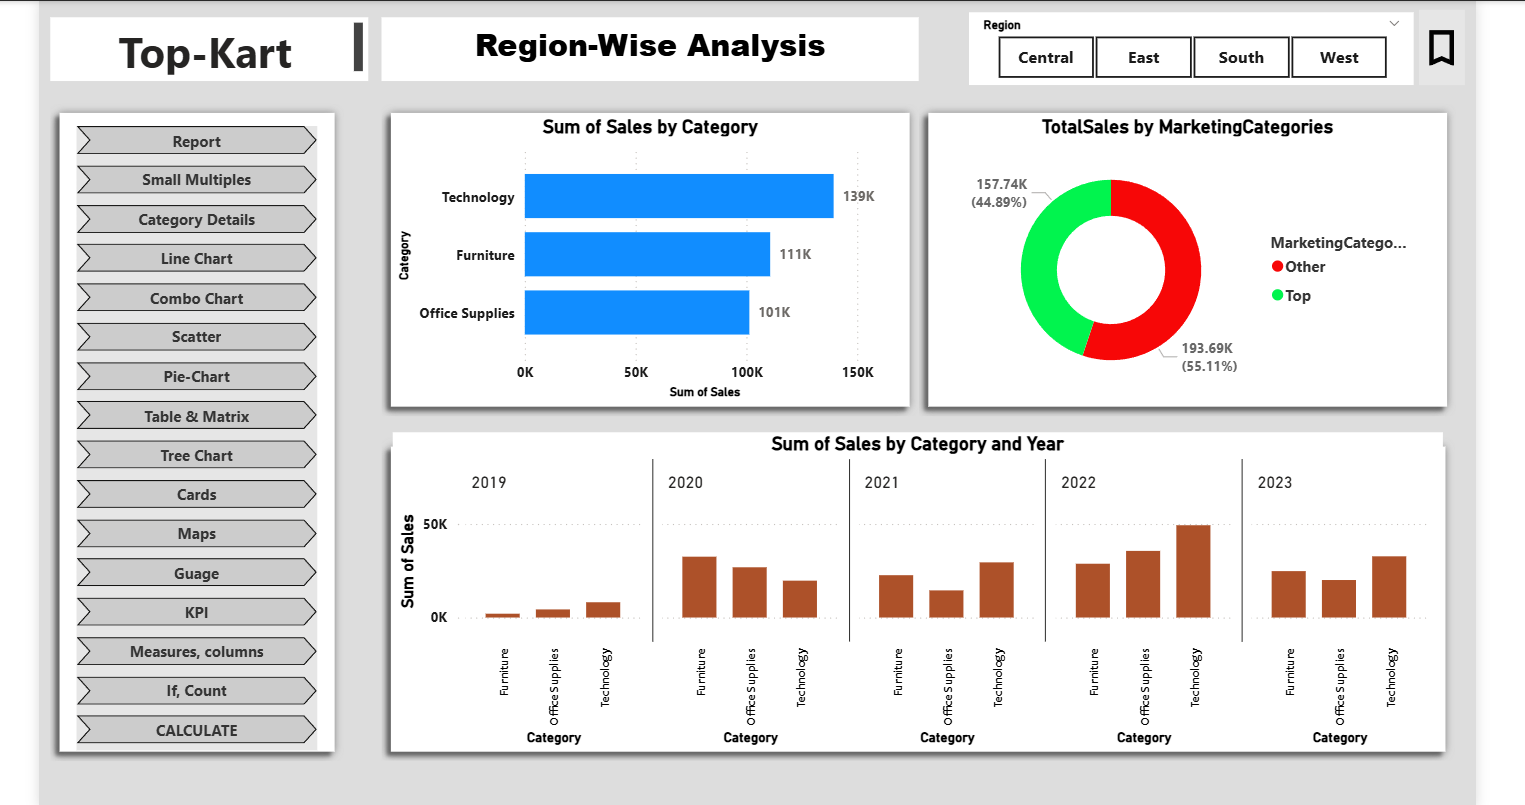 Top-Kart
Region-Wise Analysis
Region
Central
East
South
West
Report
Small Multiples
Category Details
Line Chart
Combo Chart
Scatter
Pie-Chart
Table & Matrix
Tree Chart
Cards
Maps
Guage
KPI
Measures, columns
If, Count
CALCULATE
Sum of Sales by Category
Category
Technology
139K
Furniture
111K
Office Supplies
101K
0K
50K
100K
150K
Sum of Sales
TotalSales by MarketingCategories
157.74K
(44.89%)
193.69K
(55.11%)
MarketingCatego...
Other
Top
Sum of Sales by Category and Year
Sum of Sales
50K
0K
2019
2020
2021
2022
2023
Furniture
Office Supplies
Technology
Furniture
Office Supplies
Technology
Furniture
Office Supplies
Technology
Furniture
Office Supplies
Technology
Furniture
Office Supplies
Technology
Category
Category
Category
Category
Category